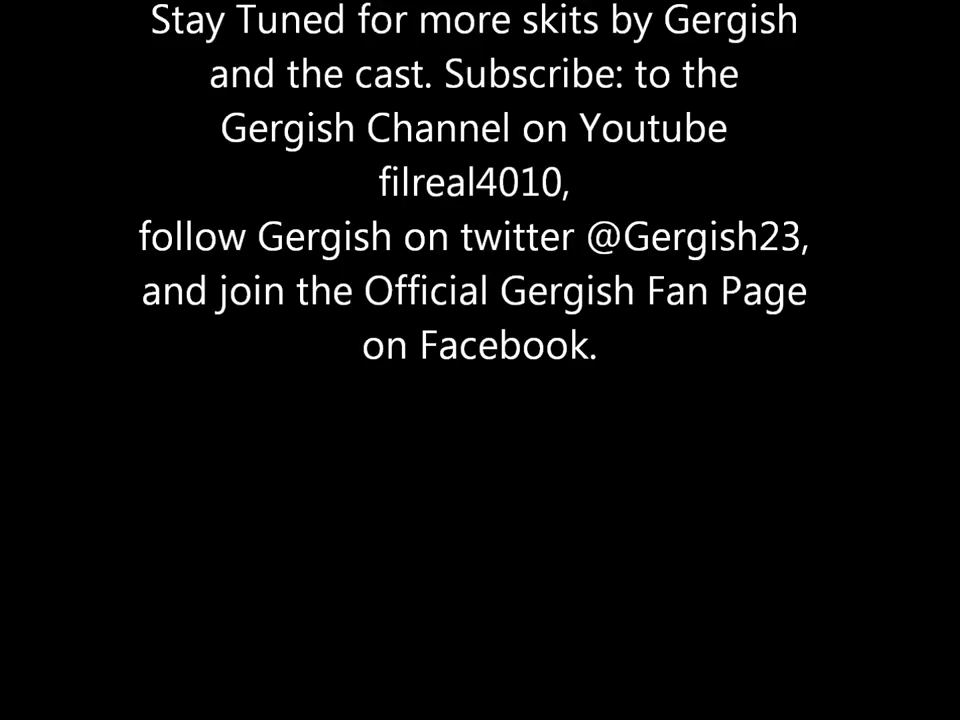 Stay Tuned for more skits by Gergish
and the cast. Subscribe: to the
Gergish Channel on Youtube
filreal4010,
follow Gergish on twitter @Gergish23,
and join the Official Gergish Fan Page
on Facebook.